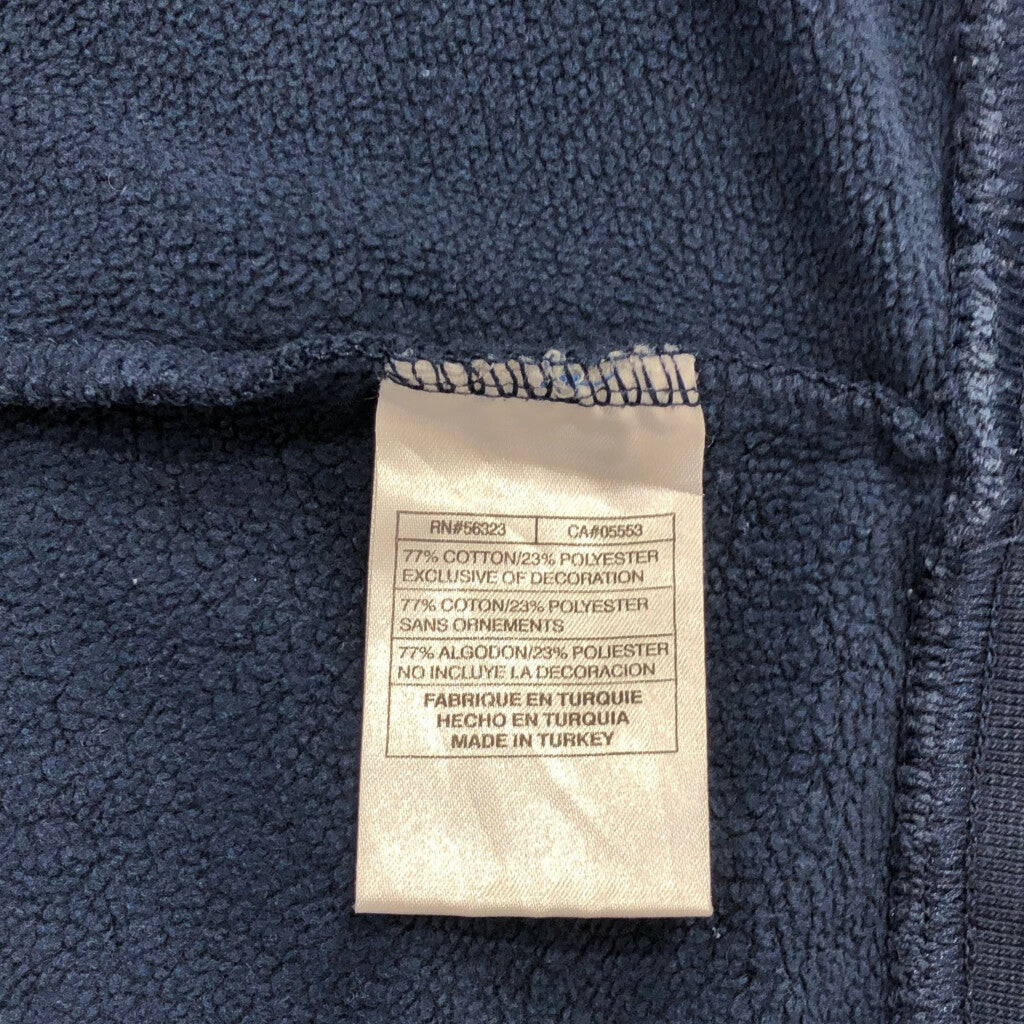 RN#56323 CA#05553
77% COTTON/23% POLYESTER
EXCLUSIVE OF DECORATION
77% COTON/23% POLYESTER
SANS ORNEMENTS
77% ALGODON/23% POLIESTER
NO INCLUYE LA DECORACION
FABRIQUE EN TURQUIE
HECHO EN TURQUIA
MADE IN TURKEY